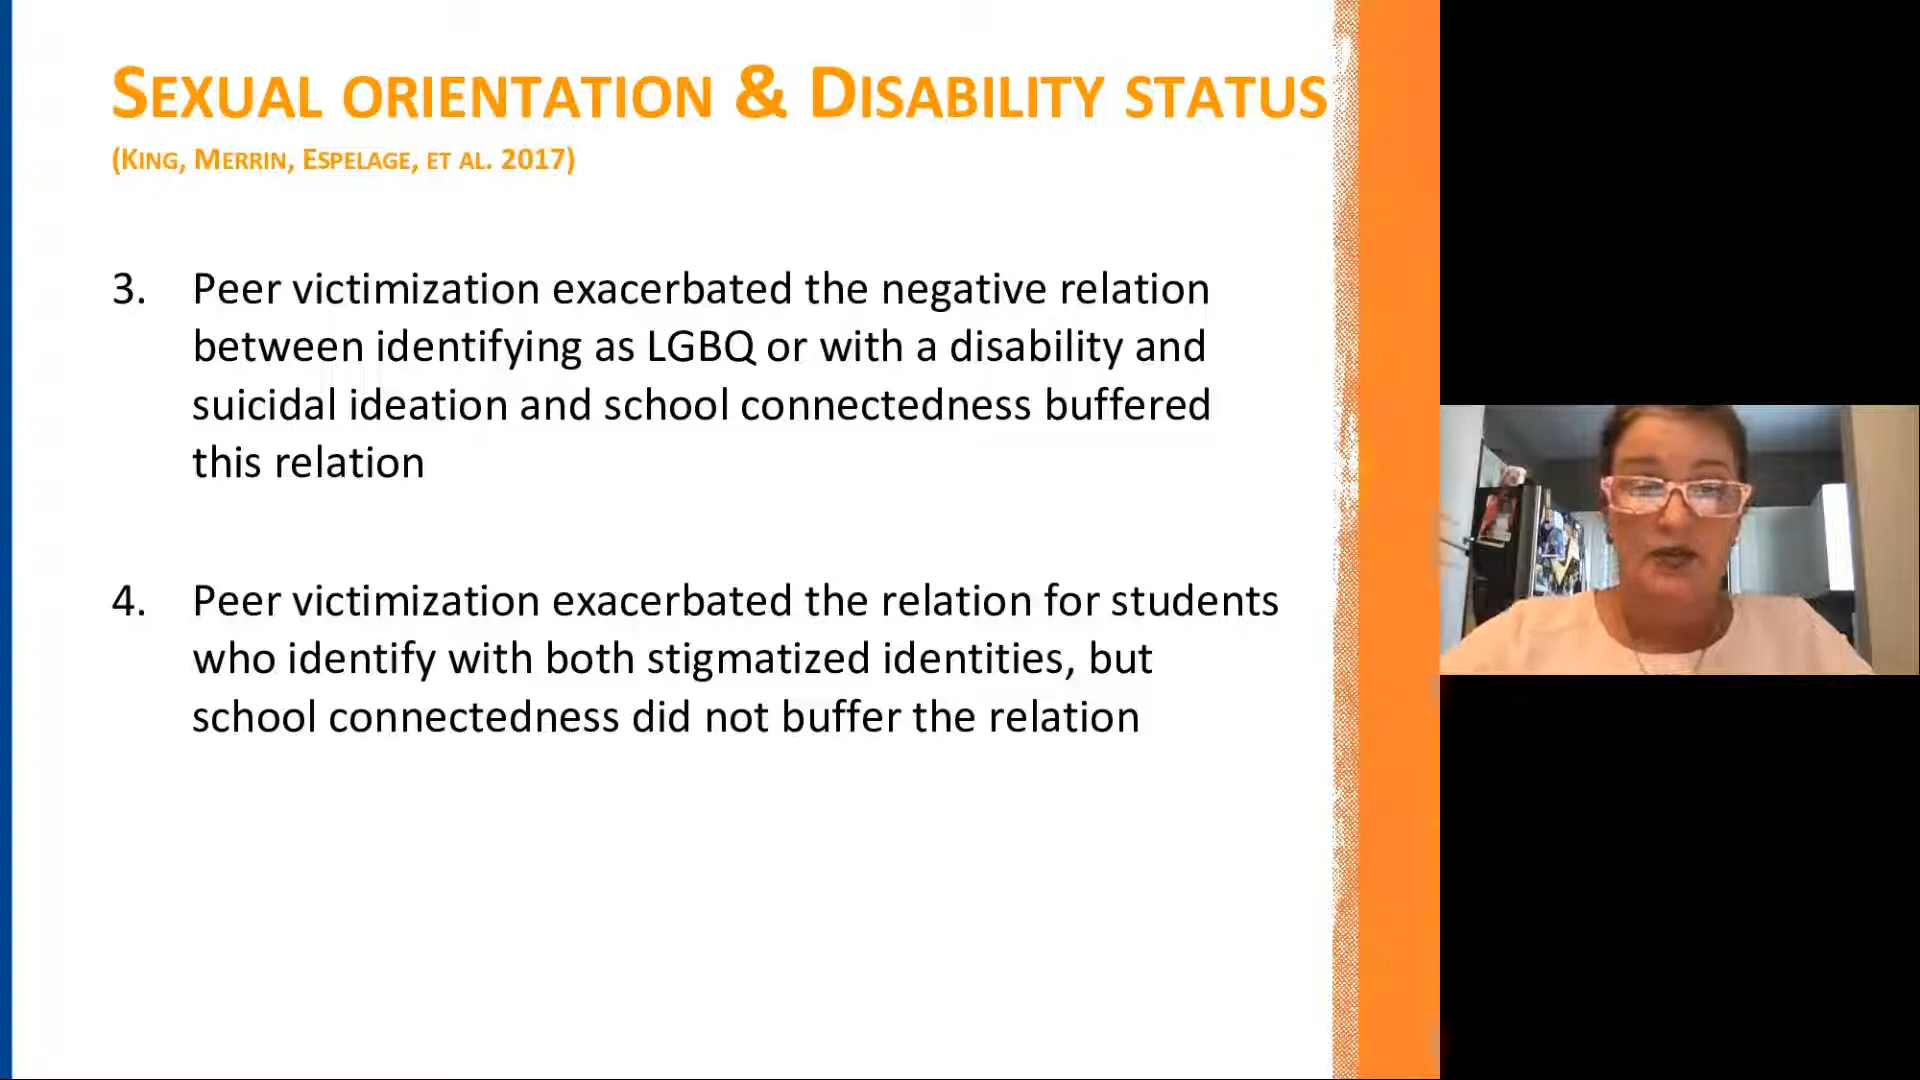 SEXUAL ORIENTATION & DISABILITY STATUS
(KING, MERRIN, ESPELAGE, ET AL. 2017)
3. Peer victimization exacerbated the negative relation
between identifying as LGBQ or with a disability and
suicidal ideation and school connectedness buffered
this relation
4. Peer victimization exacerbated the relation for students
who identify with both stigmatized identities, but
school connectedness did not buffer the relation